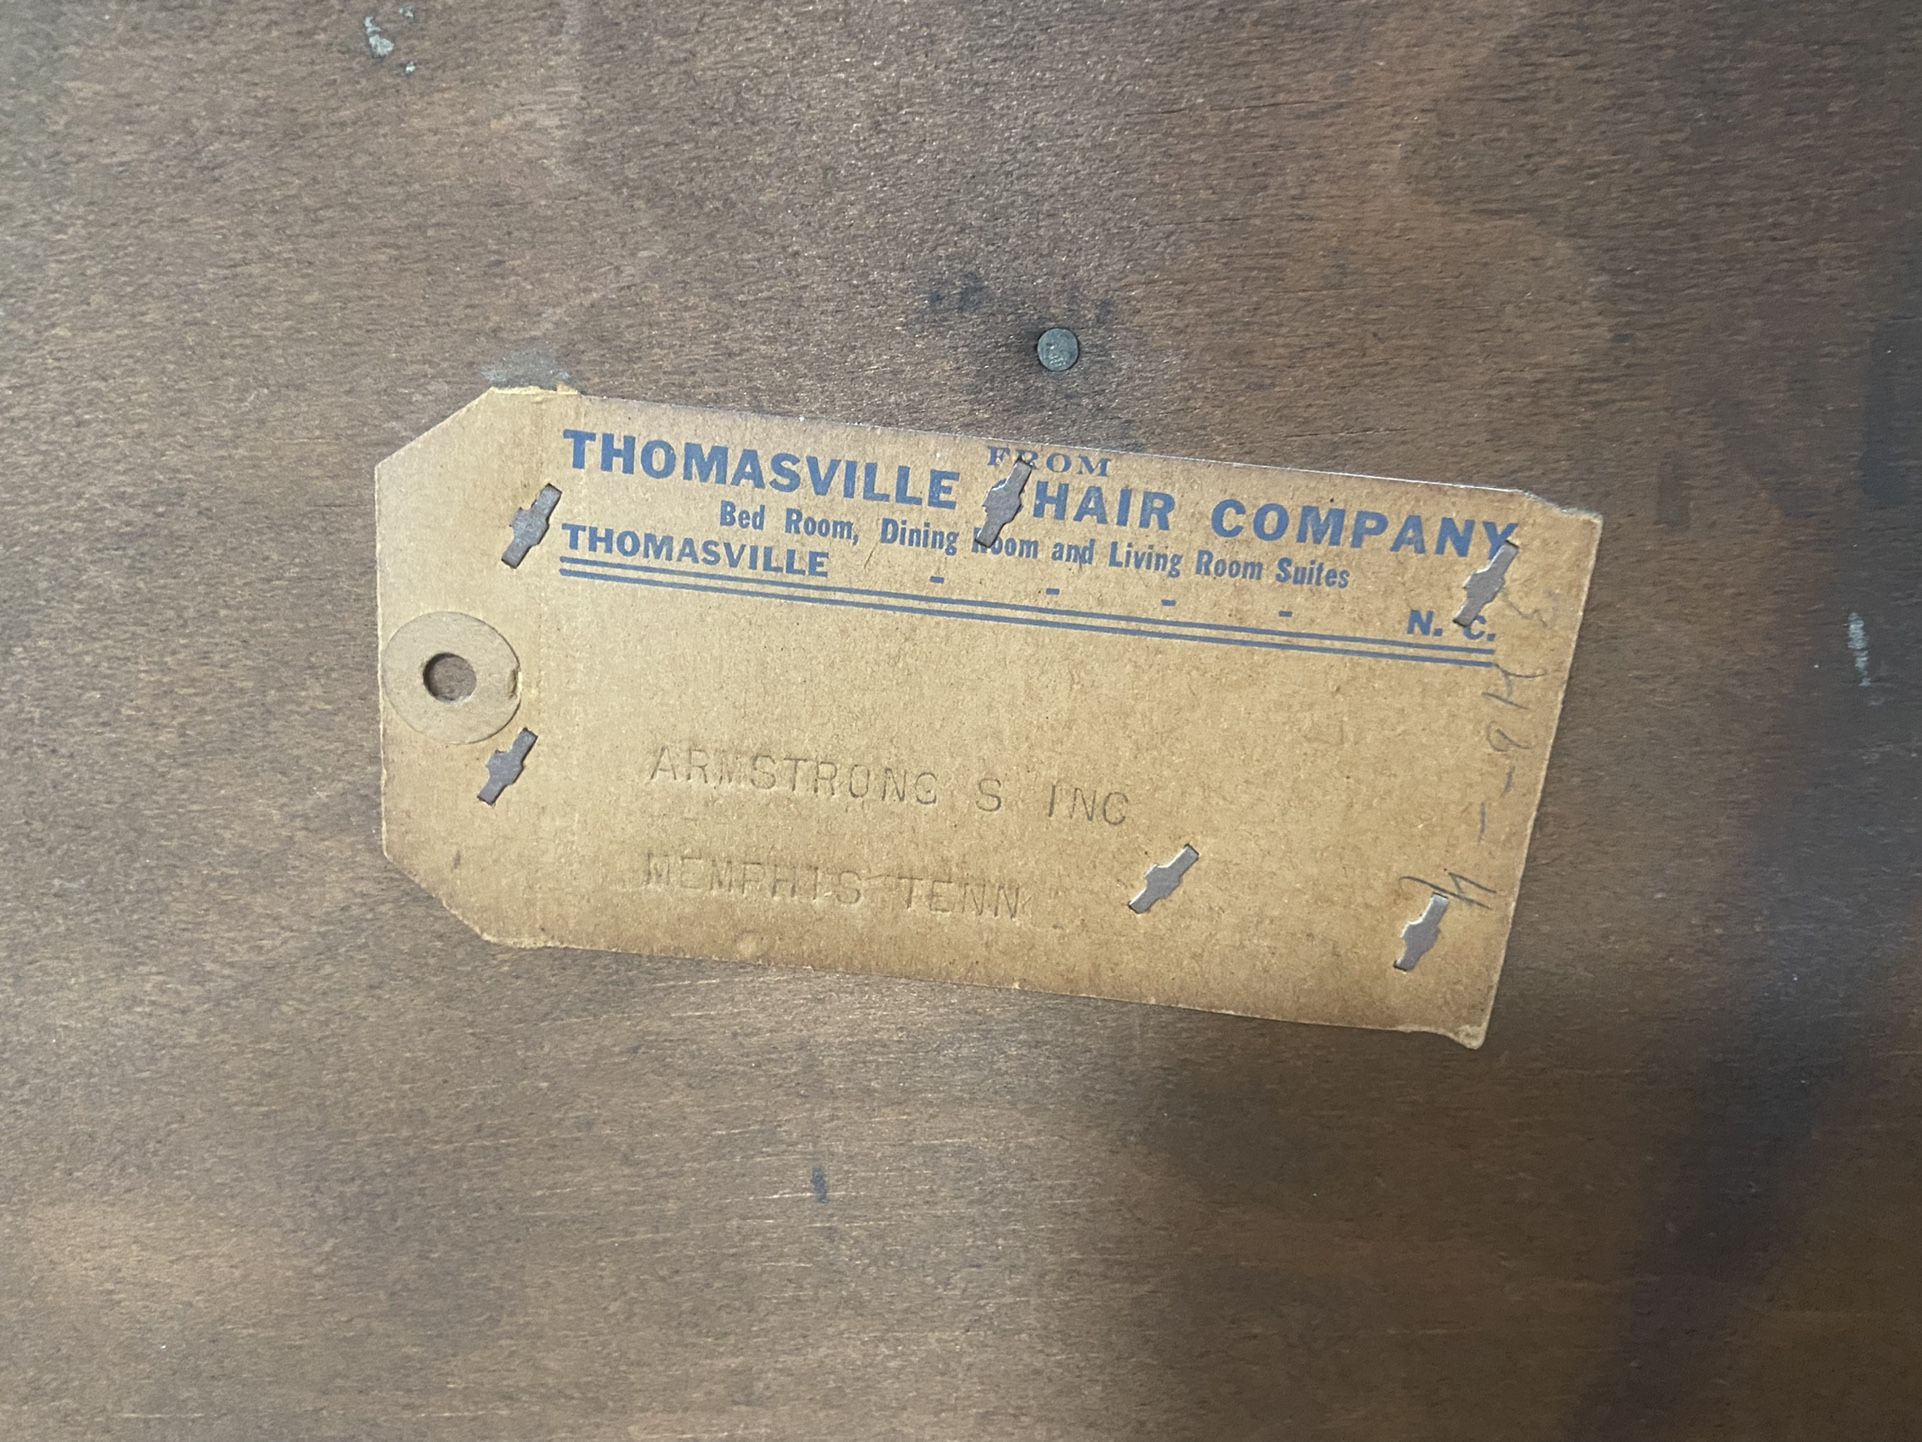 FROM
THOMASVILLE CHAIR COMPANY
Bed Room, Dining Room and Living Room Suites
THOMASVILLE - - - - N. C.
ARMSTRONG S INC
MEMPHIS TENN